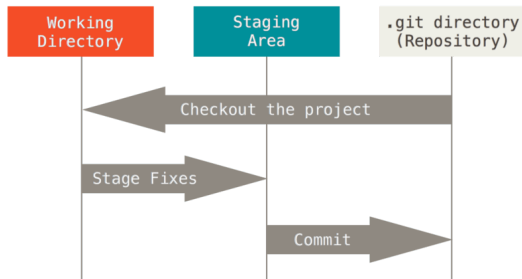 Working
Directory
Staging
Area
.git directory
(Repository)
Checkout the project
Stage Fixes
Commit